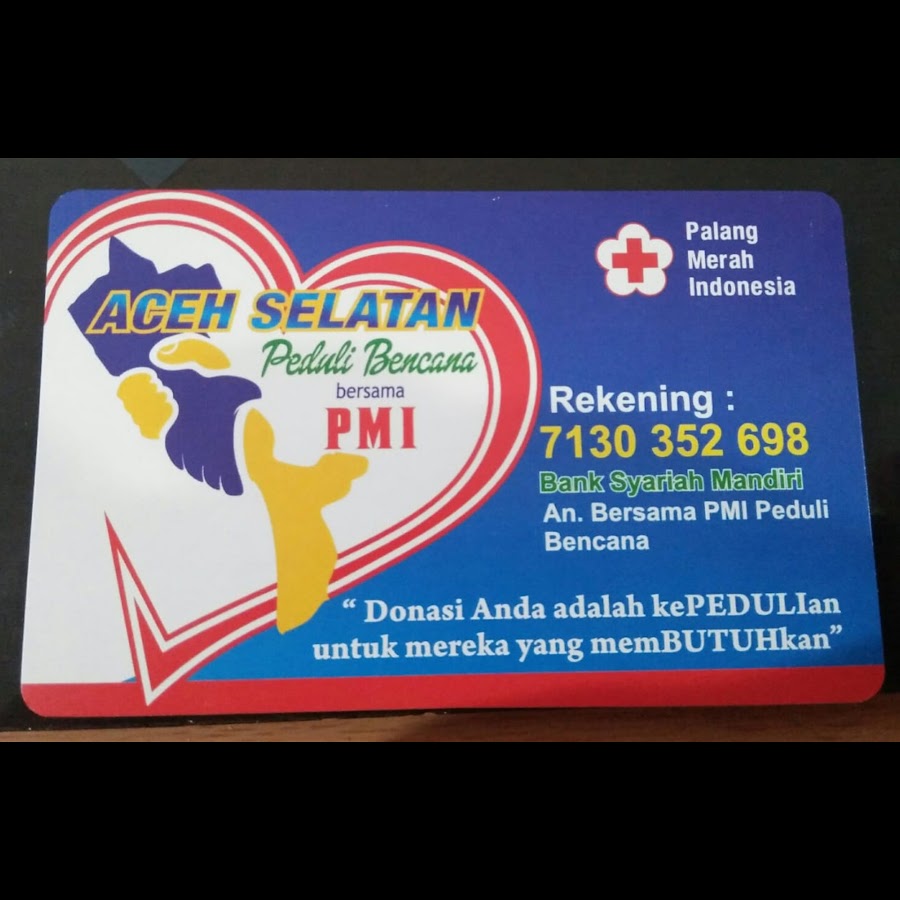 ACEH SELATAN
Peduli Bencana
bersama
PMI
Palang
Merah
Indonesia
Rekening :
7130 352 698
Bank Syariah Mandiri
An. Bersama PMI Peduli
Bencana
“ Donasi Anda adalah kePEDULIan
untuk mereka yang memBUTUHkan”